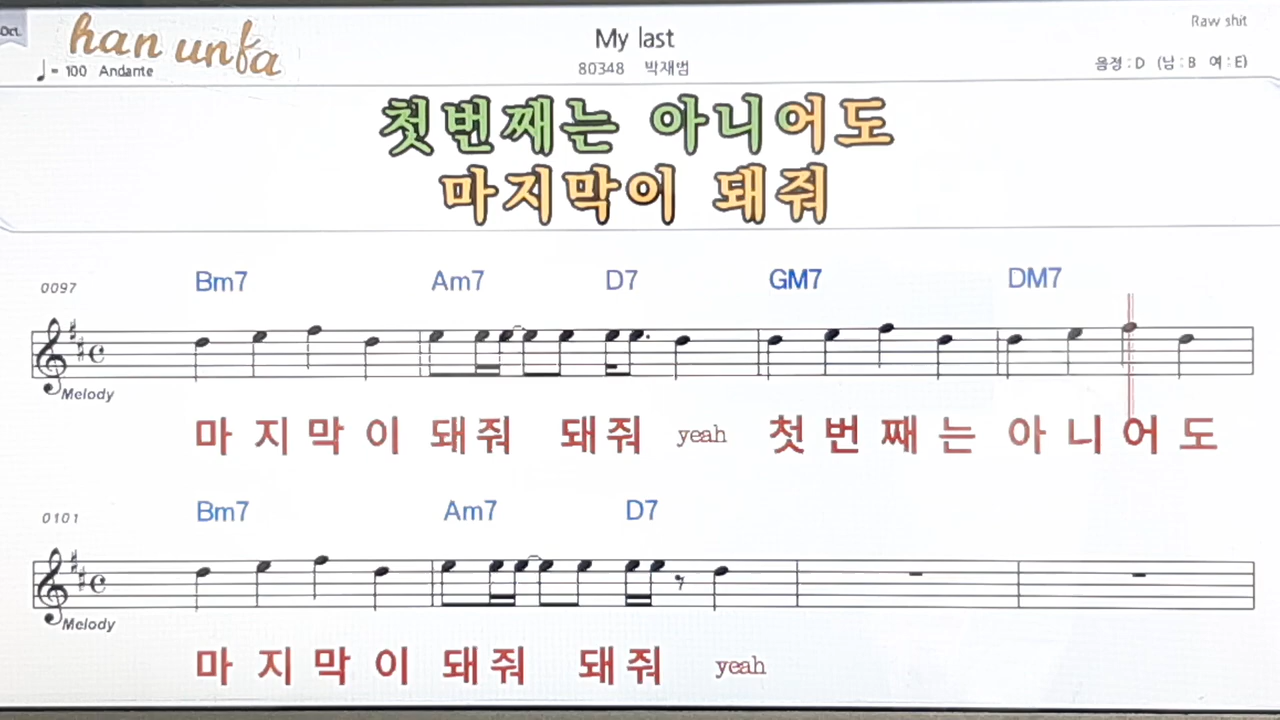 Oct.
han unfa
My last
Raw shit
♩= 100 Andante
80348 박재범
음정 : D (남 : B 여 : E)
첫번째는 아니어도
마지막이 돼줘
0097 Bm7 Am7 D7 GM7 DM7
Melody
마 지 막 이 돼 줘 돼 줘 yeah 첫 번 째 는 아 니 어 도
0101 Bm7 Am7 D7
Melody
마 지 막 이 돼 줘 돼 줘 yeah